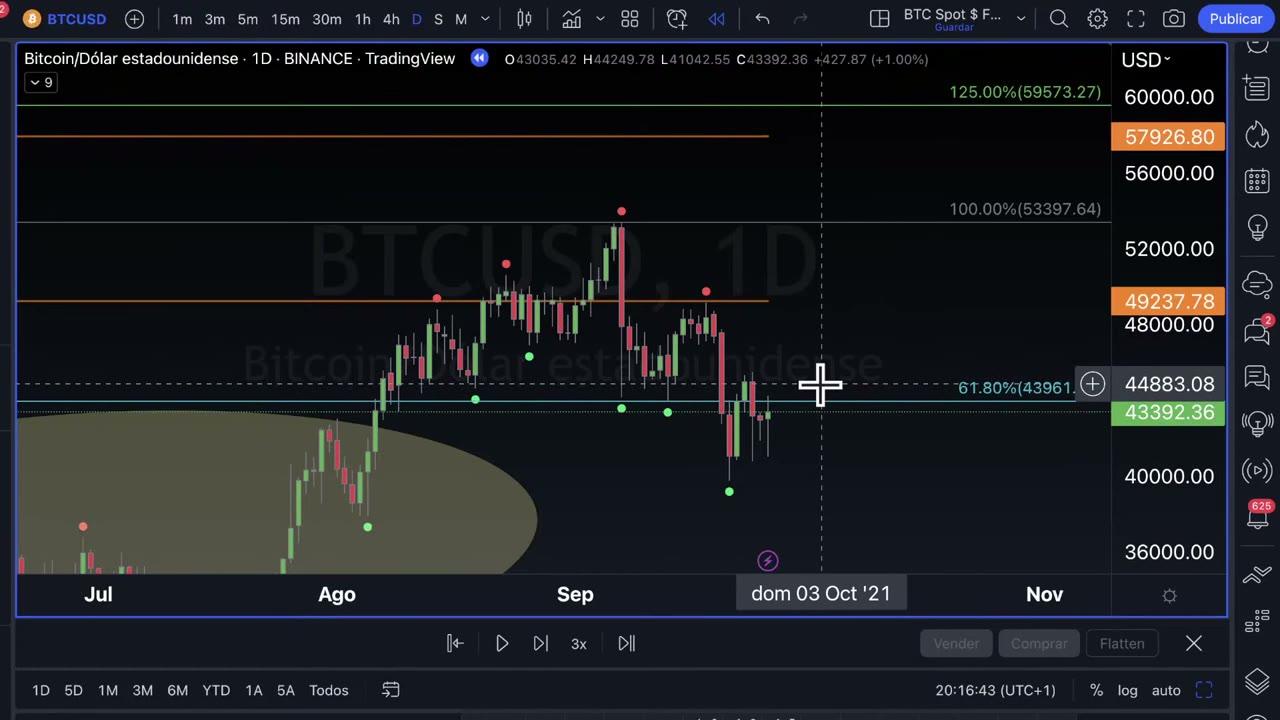 BTCUSD 1m 3m 5m 15m 30m 1h 4h D S M BTC Spot $ F... Publicar
Guardar
Bitcoin/Dólar estadounidense · 1D · BINANCE · TradingView O43035.42 H44249.78 L41042.55 C43392.36 +427.87 (+1.00%) USD
9
125.00%(59573.27) 60000.00
57926.80
56000.00
100.00%(53397.64)
BTCUSD, 1D
52000.00
49237.78
48000.00
2
Bitcoin/Dólar estadounidense
61.80%(43961. 44883.08
43392.36
40000.00
625
36000.00
Jul Ago Sep dom 03 Oct '21 Nov
3x Vender Comprar Flatten
1D 5D 1M 3M 6M YTD 1A 5A Todos 20:16:43 (UTC+1) % log auto